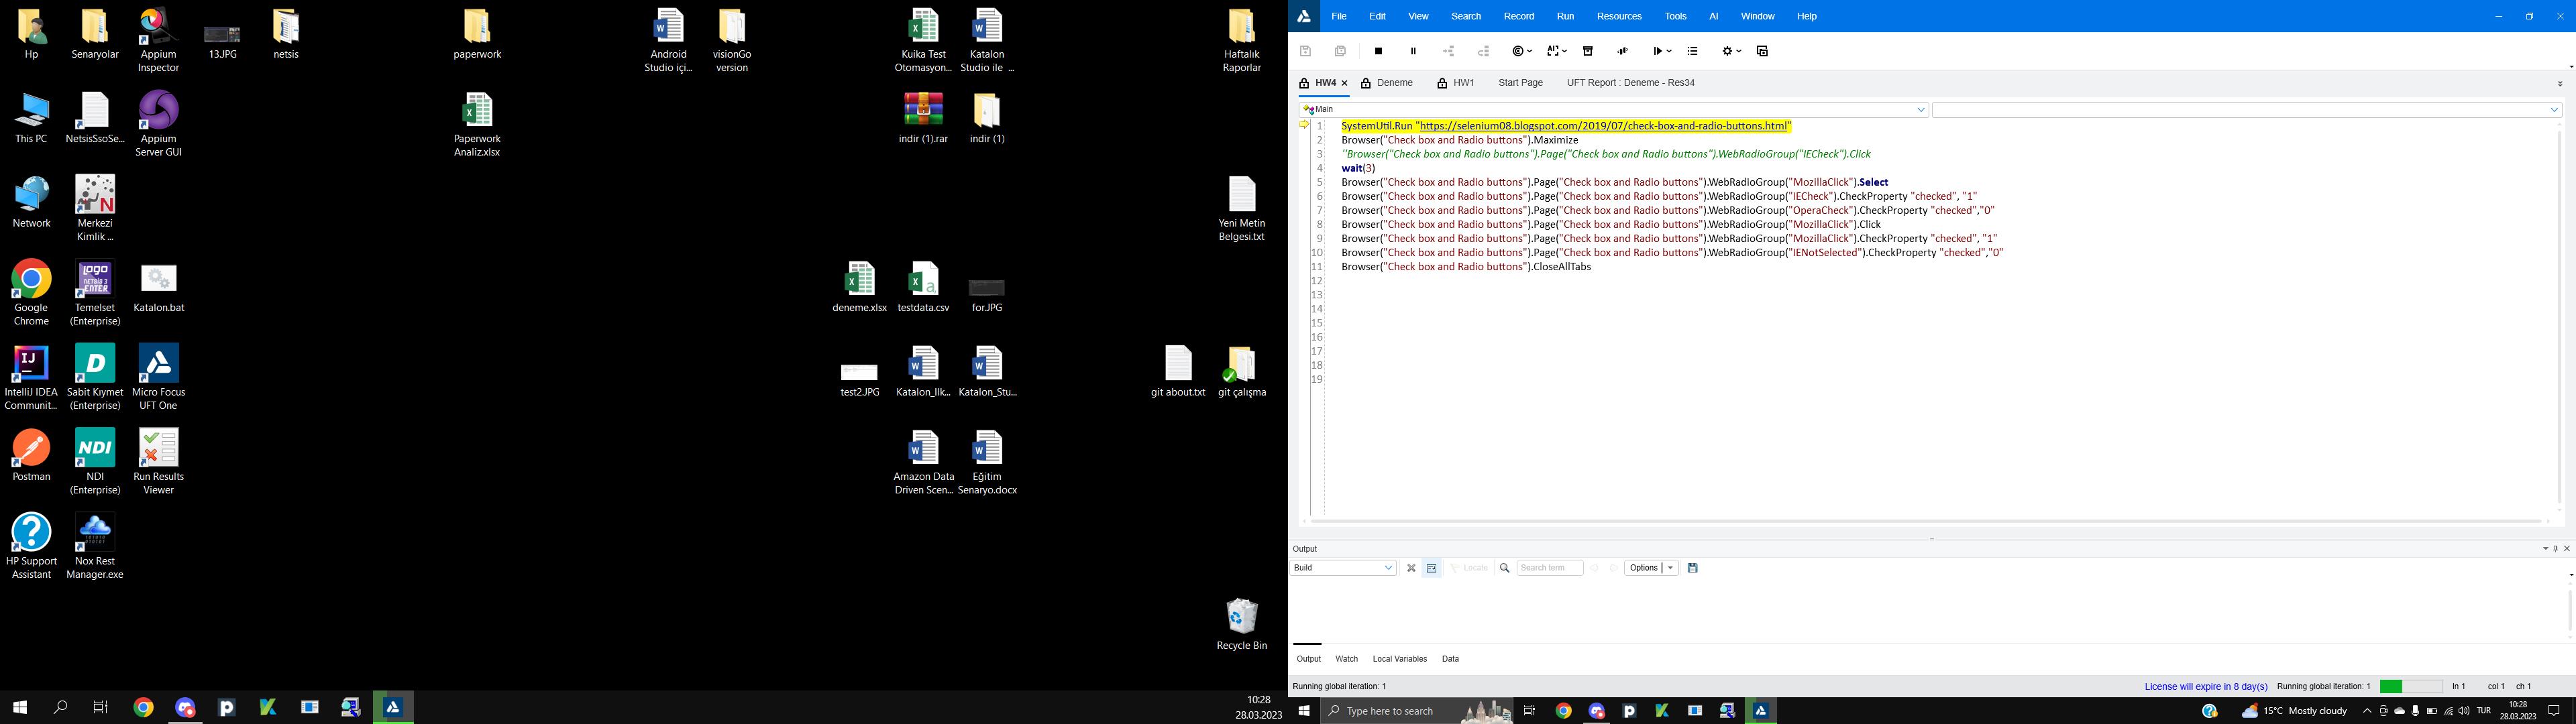 Hp
Senaryolar
Appium
Inspector
13.JPG
netsis
paperwork
Android
Studio içi...
visionGo
version
Kuika Test
Otomasyon...
Katalon
Studio ile ...
Haftalık
Raporlar
This PC
NetsisSsoSe...
Appium
Server GUI
Paperwork
Analiz.xlsx
indir (1).rar
indir (1)
Network
Merkezi
Kimlik ...
Yeni Metin
Belgesi.txt
Google
Chrome
Temelset
(Enterprise)
Katalon.bat
deneme.xlsx
testdata.csv
for.JPG
IntelliJ IDEA
Communit...
Sabit Kıymet
(Enterprise)
Micro Focus
UFT One
test2.JPG
Katalon_Ilk...
Katalon_Stu...
git about.txt
git çalışma
Postman
NDI
(Enterprise)
Run Results
Viewer
Amazon Data
Driven Scen...
Eğitim
Senaryo.docx
HP Support
Assistant
Nox Rest
Manager.exe
Recycle Bin
10:28
28.03.2023
File Edit View Search Record Run Resources Tools AI Window Help
HW4 Deneme HW1 Start Page UFT Report : Deneme - Res34
Main
1 SystemUtil.Run "https://selenium08.blogspot.com/2019/07/check-box-and-radio-buttons.html"
2 Browser("Check box and Radio buttons").Maximize
3 ''Browser("Check box and Radio buttons").Page("Check box and Radio buttons").WebRadioGroup("IECheck").Click
4 wait(3)
5 Browser("Check box and Radio buttons").Page("Check box and Radio buttons").WebRadioGroup("MozillaClick").Select
6 Browser("Check box and Radio buttons").Page("Check box and Radio buttons").WebRadioGroup("IECheck").CheckProperty "checked", "1"
7 Browser("Check box and Radio buttons").Page("Check box and Radio buttons").WebRadioGroup("OperaCheck").CheckProperty "checked","0"
8 Browser("Check box and Radio buttons").Page("Check box and Radio buttons").WebRadioGroup("MozillaClick").Click
9 Browser("Check box and Radio buttons").Page("Check box and Radio buttons").WebRadioGroup("MozillaClick").CheckProperty "checked", "1"
10 Browser("Check box and Radio buttons").Page("Check box and Radio buttons").WebRadioGroup("IENotSelected").CheckProperty "checked","0"
11 Browser("Check box and Radio buttons").CloseAllTabs
12
13
14
15
16
17
18
19
Output
Build Locate Search term Options
Output Watch Local Variables Data
Running global iteration: 1 License will expire in 8 day(s) Running global iteration: 1 ln 1 col 1 ch 1
Type here to search 15°C Mostly cloudy TUR 10:28
28.03.2023